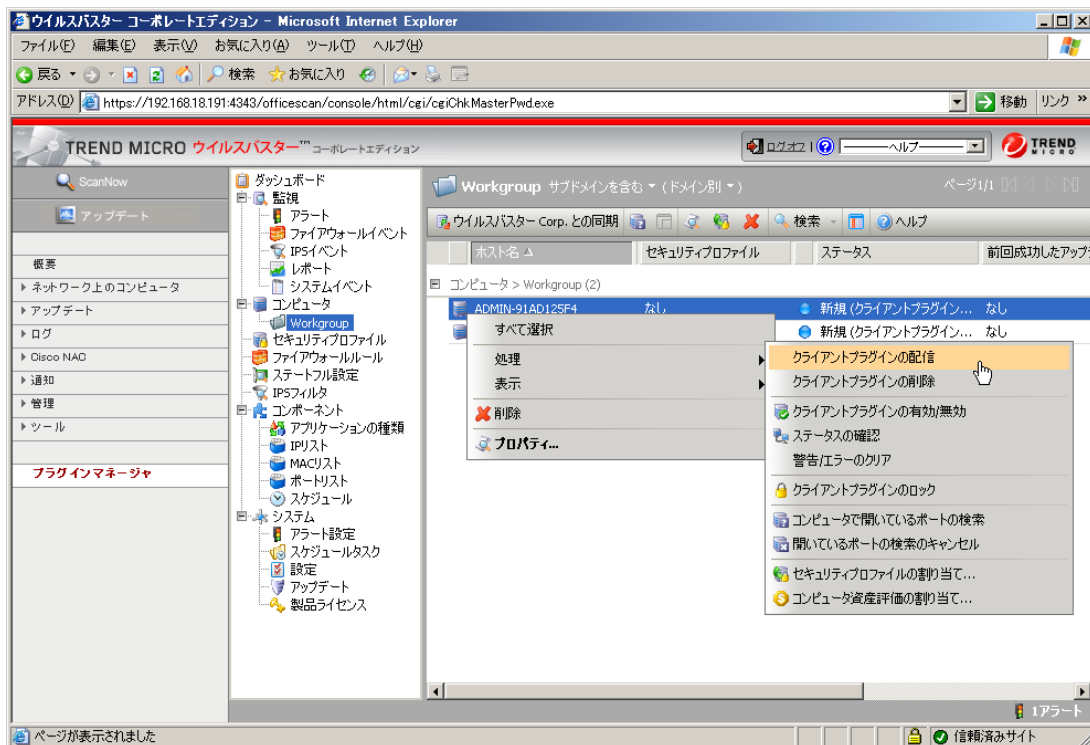 ウイルスバスター コーポレートエディション - Microsoft Internet Explorer
ファイル(F) 編集(E) 表示(V) お気に入り(A) ツール(T) ヘルプ(H)
戻る 検索 お気に入り
アドレス(D) https://192.168.18.191:4343/officescan/console/html/cgi/cgiChkMasterPwd.exe 移動 リンク »
TREND MICRO ウイルスバスター™ コーポレートエディション
ログオフ | ? ヘルプ
TREND MICRO
ScanNow
アップデート
概要
ネットワーク上のコンピュータ
アップデート
ログ
Cisco NAC
通知
管理
ツール
プラグインマネージャ
ダッシュボード
監視
アラート
ファイアウォールイベント
IPSイベント
レポート
システムイベント
コンピュータ
Workgroup
セキュリティプロファイル
ファイアウォールルール
ステートフル設定
IPSフィルタ
コンポーネント
アプリケーションの種類
IPリスト
MACリスト
ポートリスト
スケジュール
システム
アラート設定
スケジュールタスク
設定
アップデート
製品ライセンス
Workgroup サブドメインを含む (ドメイン別) ページ1/1
ウイルスバスター Corp. との同期 検索 ヘルプ
ホスト名 セキュリティプロファイル ステータス 前回成功したアップ
コンピュータ > Workgroup (2)
ADMIN-91AD125F4 なし 新規 (クライアントプラグイン... なし
新規 (クライアントプラグイン... なし
すべて選択
処理
表示
削除
プロパティ...
クライアントプラグインの配信
クライアントプラグインの削除
クライアントプラグインの有効/無効
ステータスの確認
警告/エラーのクリア
クライアントプラグインのロック
コンピュータで開いているポートの検索
開いているポートの検索のキャンセル
セキュリティプロファイルの割り当て...
コンピュータ資産評価の割り当て...
1アラート
ページが表示されました 信頼済みサイト